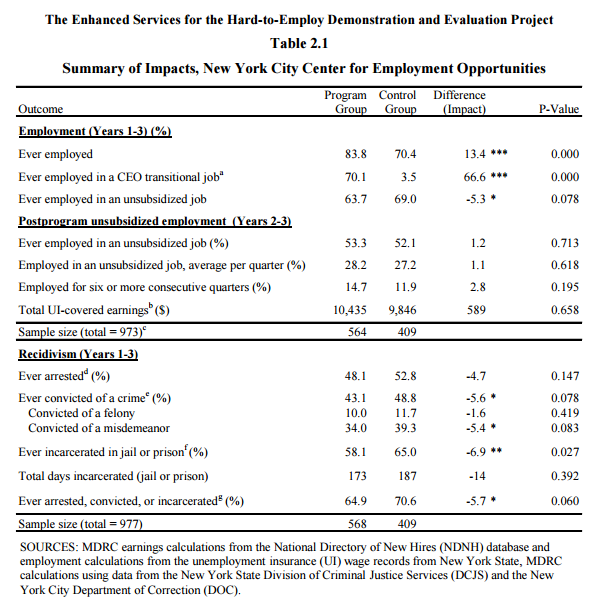 The Enhanced Services for the Hard-to-Employ Demonstration and Evaluation Project
Table 2.1
Summary of Impacts, New York City Center for Employment Opportunities
Program Control Difference
Outcome Group Group (Impact) P-Value
Employment (Years 1-3) (%)
Ever employed 83.8 70.4 13.4 *** 0.000
Ever employed in a CEO transitional jobᵃ 70.1 3.5 66.6 *** 0.000
Ever employed in an unsubsidized job 63.7 69.0 -5.3 * 0.078
Postprogram unsubsidized employment (Years 2-3)
Ever employed in an unsubsidized job (%) 53.3 52.1 1.2 0.713
Employed in an unsubsidized job, average per quarter (%) 28.2 27.2 1.1 0.618
Employed for six or more consecutive quarters (%) 14.7 11.9 2.8 0.195
Total UI-covered earningsᵇ ($) 10,435 9,846 589 0.658
Sample size (total = 973)ᶜ 564 409
Recidivism (Years 1-3)
Ever arrestedᵈ (%) 48.1 52.8 -4.7 0.147
Ever convicted of a crimeᵉ (%) 43.1 48.8 -5.6 * 0.078
Convicted of a felony 10.0 11.7 -1.6 0.419
Convicted of a misdemeanor 34.0 39.3 -5.4 * 0.083
Ever incarcerated in jail or prisonᶠ (%) 58.1 65.0 -6.9 ** 0.027
Total days incarcerated (jail or prison) 173 187 -14 0.392
Ever arrested, convicted, or incarceratedᵍ (%) 64.9 70.6 -5.7 * 0.060
Sample size (total = 977) 568 409
SOURCES: MDRC earnings calculations from the National Directory of New Hires (NDNH) database and
employment calculations from the unemployment insurance (UI) wage records from New York State, MDRC
calculations using data from the New York State Division of Criminal Justice Services (DCJS) and the New
York City Department of Correction (DOC).